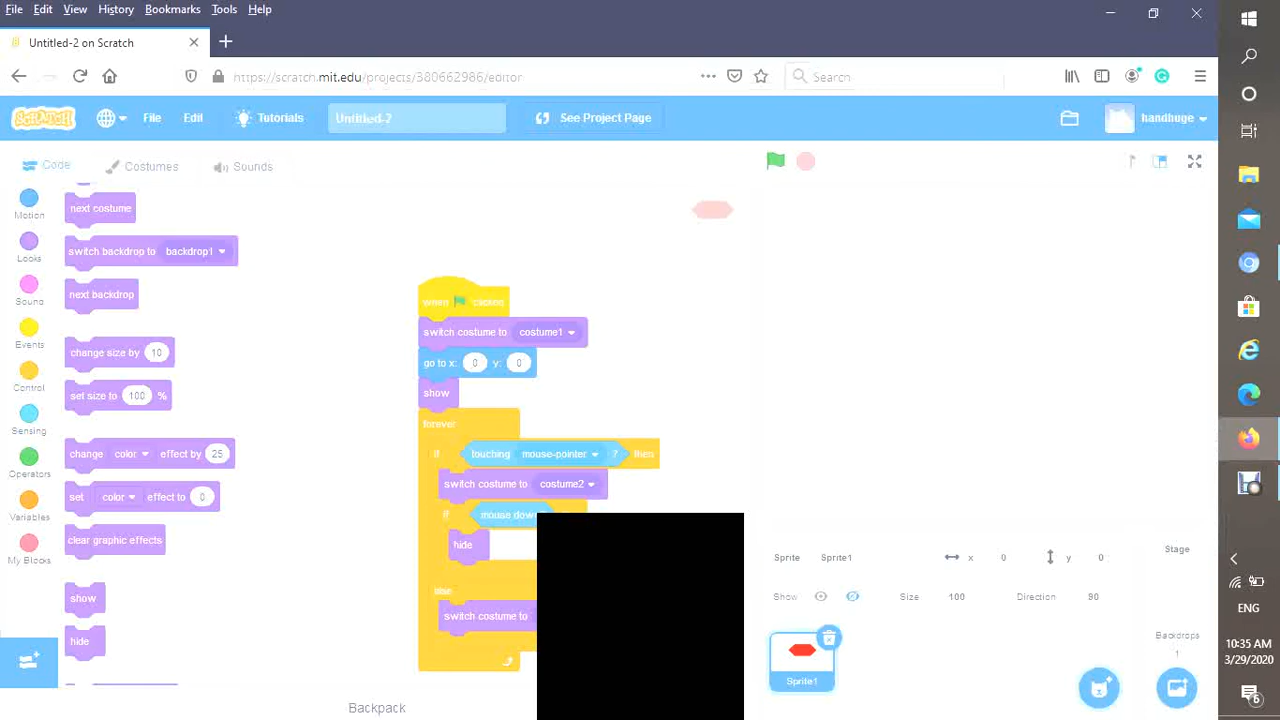 File Edit View History Bookmarks Tools Help
Untitled-2 on Scratch
https://scratch.mit.edu/projects/380662986/editor
Search
SCRATCH File Edit Tutorials Untitled-2 See Project Page handhuge
Code Costumes Sounds
Motion
Looks
Sound
Events
Control
Sensing
Operators
Variables
My Blocks
next costume
switch backdrop to backdrop1
next backdrop
change size by 10
set size to 100 %
change color effect by 25
set color effect to 0
clear graphic effects
show
hide
when clicked
switch costume to costume1
go to x: 0 y: 0
show
forever
if touching mouse-pointer ? then
switch costume to costume2
if mouse dow
hide
else
switch costume to
Backpack
Sprite Sprite1 x 0 y 0
Show Size 100 Direction 90
Sprite1
Stage
Backdrops
1
ENG
10:35 AM
3/29/2020
6